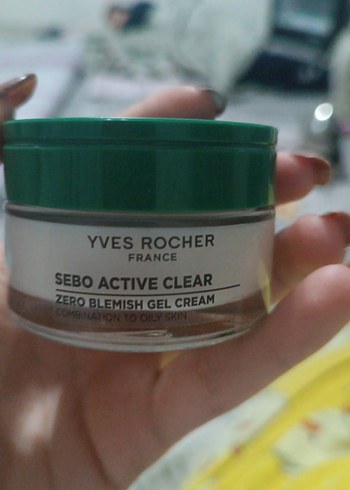 YVES ROCHER
FRANCE
SEBO ACTIVE CLEAR
ZERO BLEMISH GEL CREAM
COMBINATION TO OILY SKIN